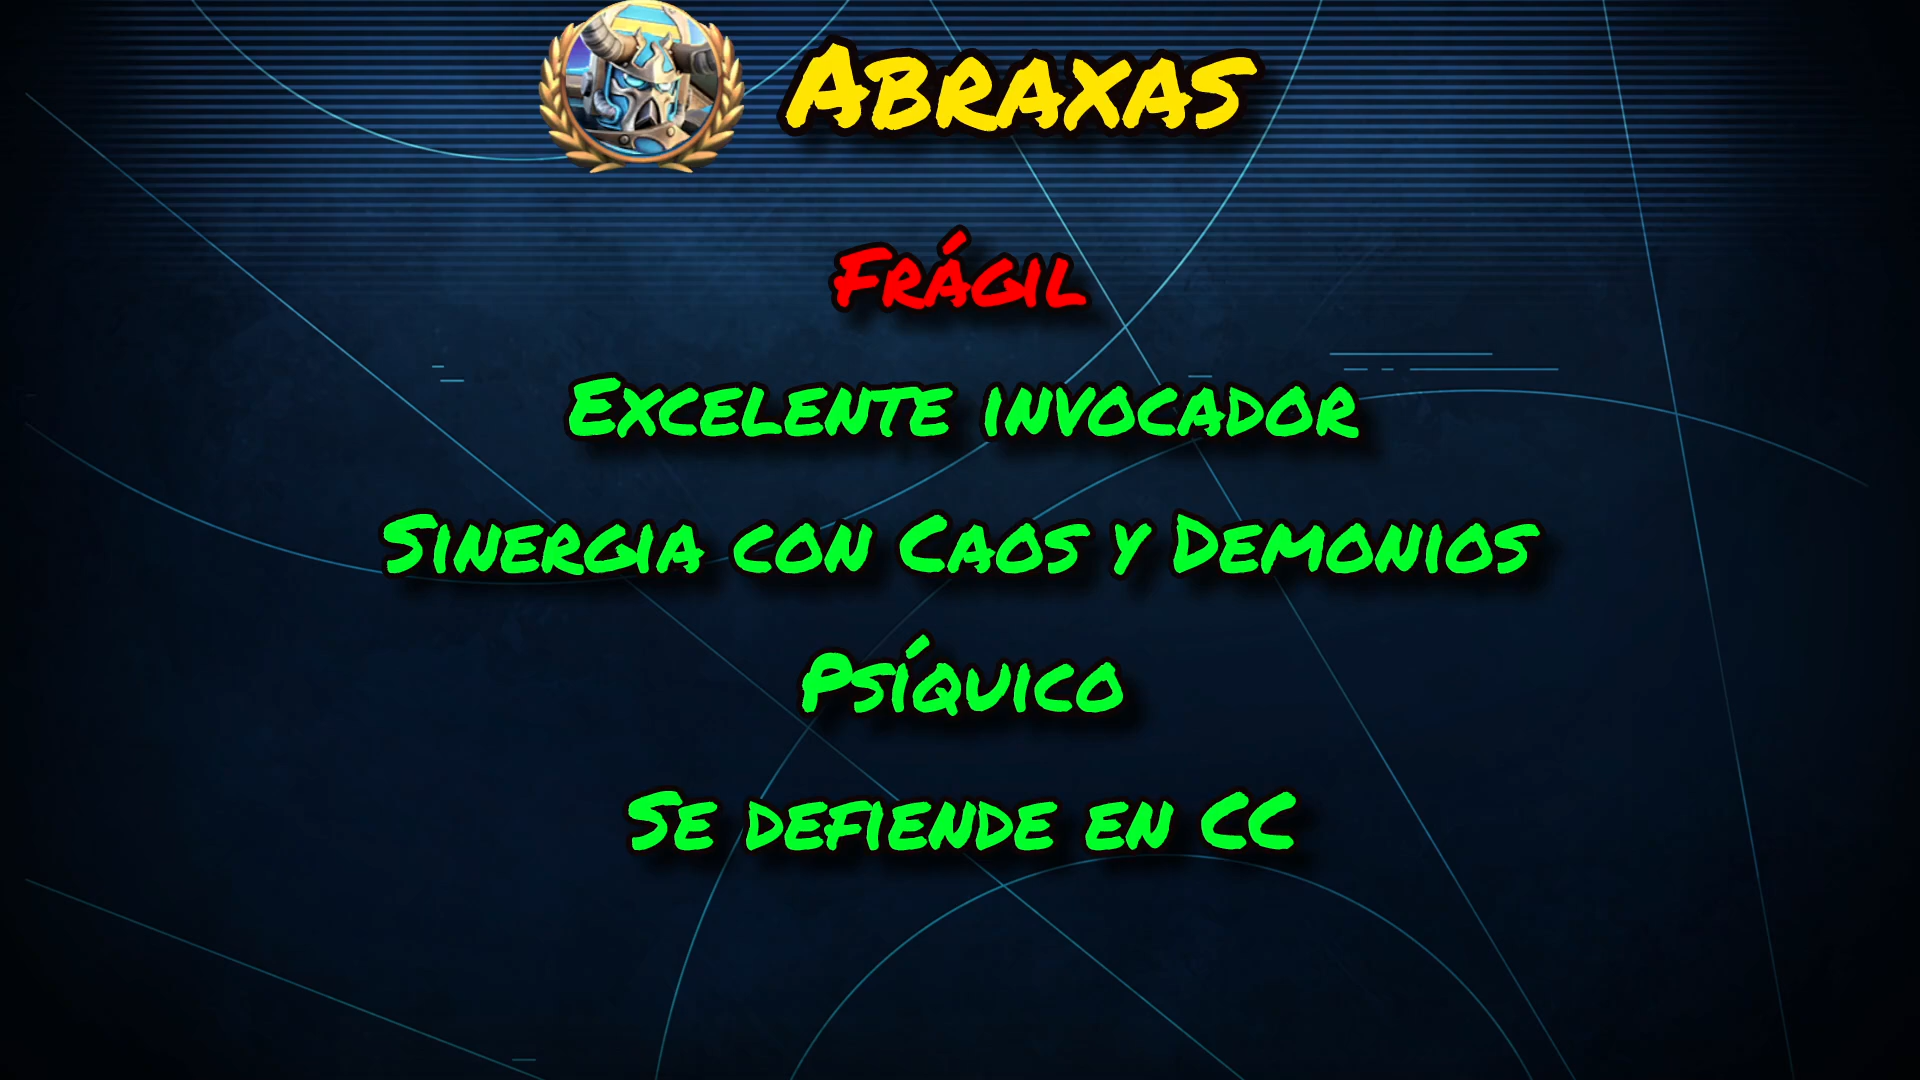 Abraxas
Frágil
Excelente invocador
Sinergia con Caos y Demonios
Psíquico
Se defiende en CC